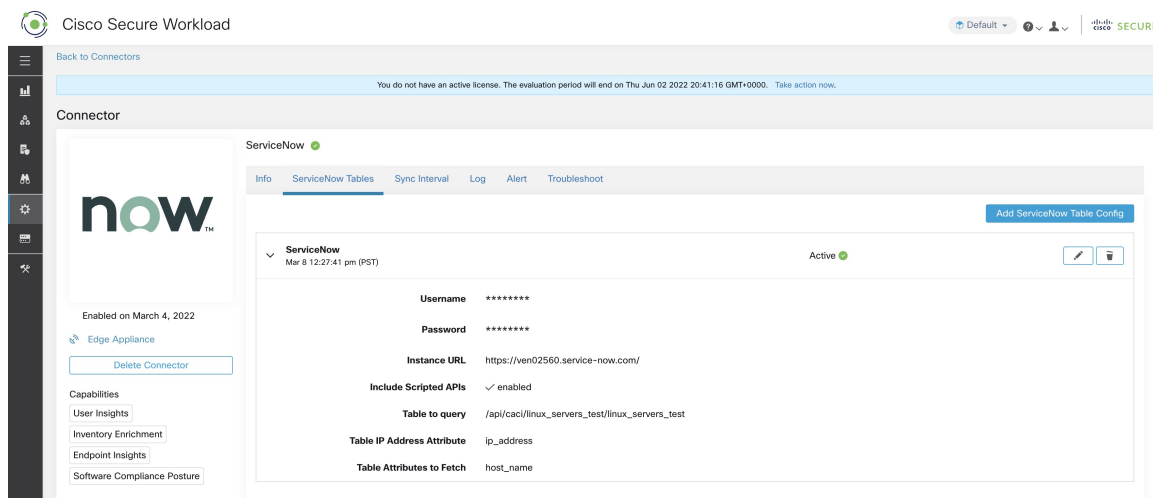 Cisco Secure Workload
Default
CISCO SECURE
Back to Connectors
You do not have an active license. The evaluation period will end on Thu Jun 02 2022 20:41:16 GMT+0000. Take action now.
Connector
now.™
Enabled on March 4, 2022
Edge Appliance
Delete Connector
Capabilities
User Insights
Inventory Enrichment
Endpoint Insights
Software Compliance Posture
ServiceNow
Info ServiceNow Tables Sync Interval Log Alert Troubleshoot
Add ServiceNow Table Config
ServiceNow
Mar 8 12:27:41 pm (PST)
Active
Username ********
Password ********
Instance URL https://ven02560.service-now.com/
Include Scripted APIs ✓ enabled
Table to query /api/caci/linux_servers_test/linux_servers_test
Table IP Address Attribute ip_address
Table Attributes to Fetch host_name